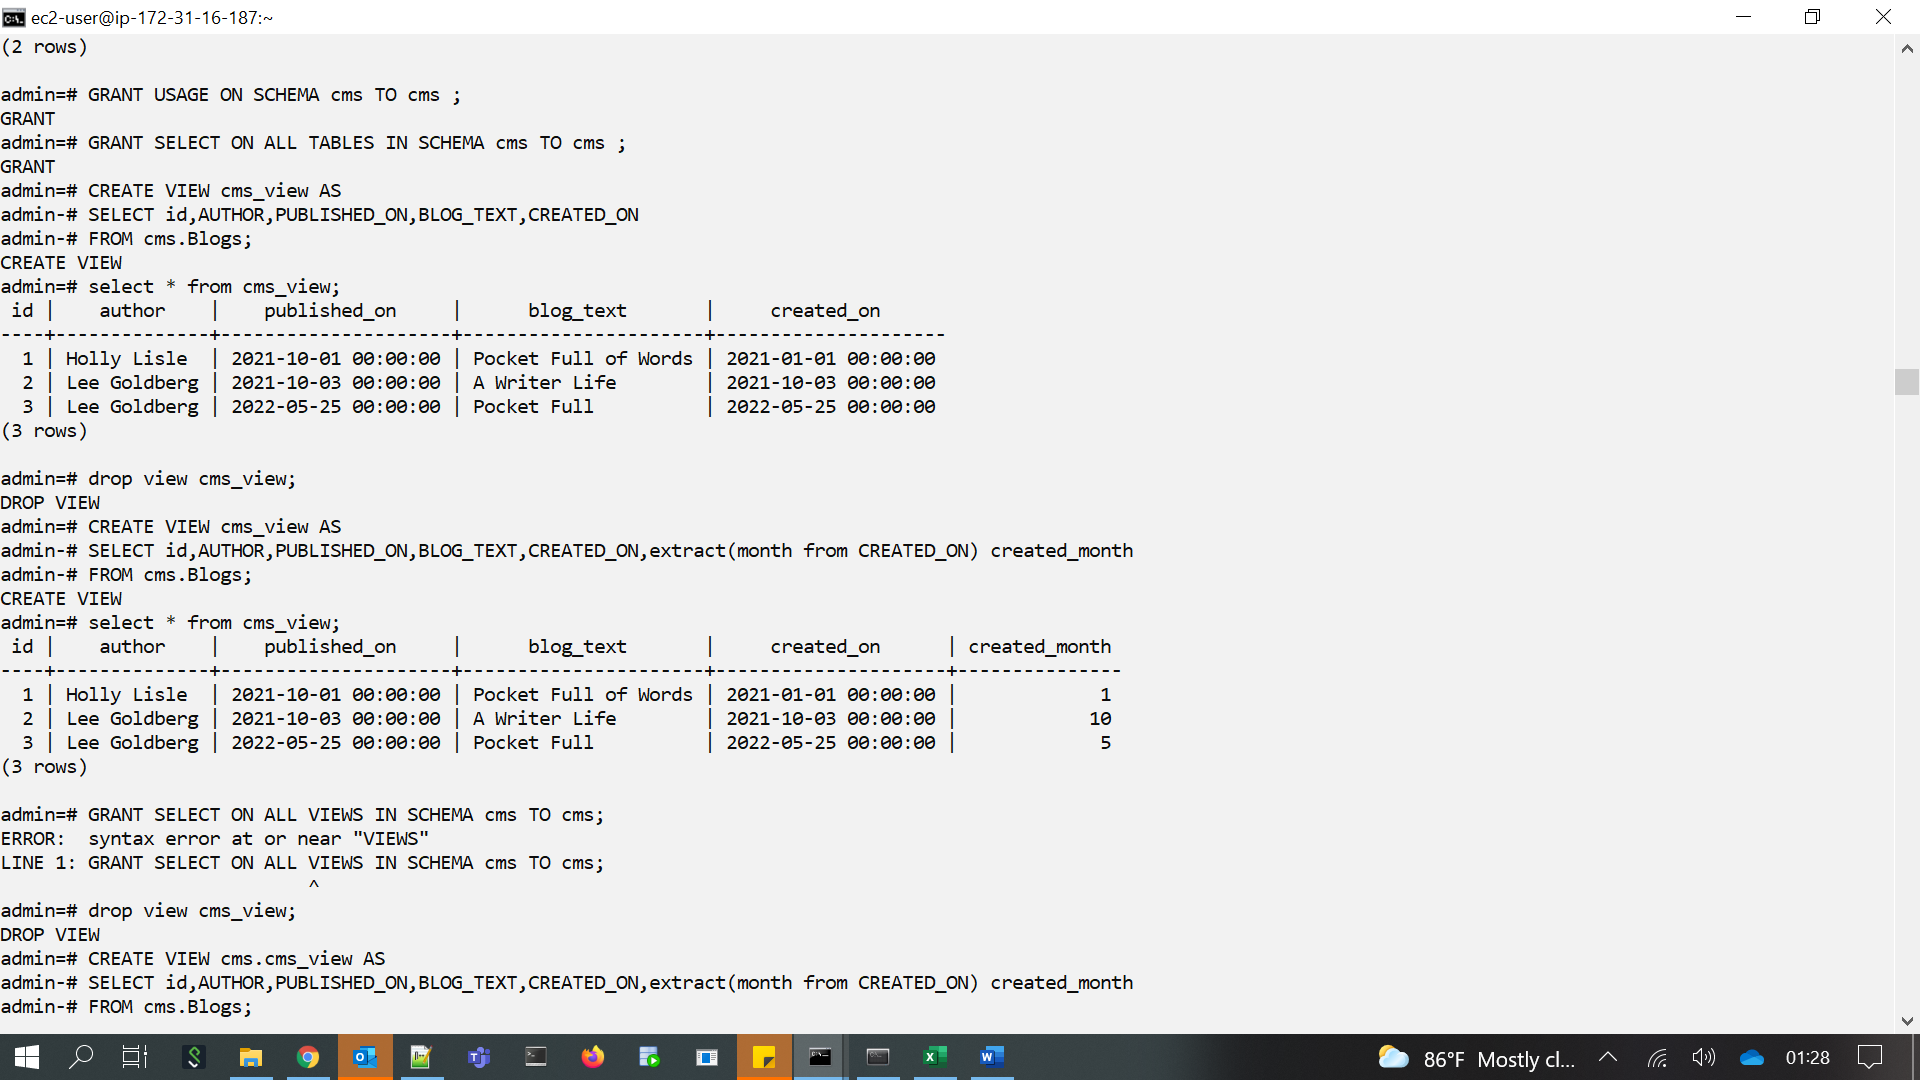 ec2-user@ip-172-31-16-187:~
(2 rows)
admin=# GRANT USAGE ON SCHEMA cms TO cms ;
GRANT
admin=# GRANT SELECT ON ALL TABLES IN SCHEMA cms TO cms ;
GRANT
admin=# CREATE VIEW cms_view AS
admin-# SELECT id,AUTHOR,PUBLISHED_ON,BLOG_TEXT,CREATED_ON
admin-# FROM cms.Blogs;
CREATE VIEW
admin=# select * from cms_view;
 id |    author    |    published_on     |      blog_text       |     created_on
----+--------------+---------------------+----------------------+---------------------
  1 | Holly Lisle  | 2021-10-01 00:00:00 | Pocket Full of Words | 2021-01-01 00:00:00
  2 | Lee Goldberg | 2021-10-03 00:00:00 | A Writer Life        | 2021-10-03 00:00:00
  3 | Lee Goldberg | 2022-05-25 00:00:00 | Pocket Full          | 2022-05-25 00:00:00
(3 rows)
admin=# drop view cms_view;
DROP VIEW
admin=# CREATE VIEW cms_view AS
admin-# SELECT id,AUTHOR,PUBLISHED_ON,BLOG_TEXT,CREATED_ON,extract(month from CREATED_ON) created_month
admin-# FROM cms.Blogs;
CREATE VIEW
admin=# select * from cms_view;
 id |    author    |    published_on     |      blog_text       |     created_on      | created_month
----+--------------+---------------------+----------------------+---------------------+---------------
  1 | Holly Lisle  | 2021-10-01 00:00:00 | Pocket Full of Words | 2021-01-01 00:00:00 |             1
  2 | Lee Goldberg | 2021-10-03 00:00:00 | A Writer Life        | 2021-10-03 00:00:00 |            10
  3 | Lee Goldberg | 2022-05-25 00:00:00 | Pocket Full          | 2022-05-25 00:00:00 |             5
(3 rows)
admin=# GRANT SELECT ON ALL VIEWS IN SCHEMA cms TO cms;
ERROR:  syntax error at or near "VIEWS"
LINE 1: GRANT SELECT ON ALL VIEWS IN SCHEMA cms TO cms;
                            ^
admin=# drop view cms_view;
DROP VIEW
admin=# CREATE VIEW cms.cms_view AS
admin-# SELECT id,AUTHOR,PUBLISHED_ON,BLOG_TEXT,CREATED_ON,extract(month from CREATED_ON) created_month
admin-# FROM cms.Blogs;
86°F Mostly cl... 01:28